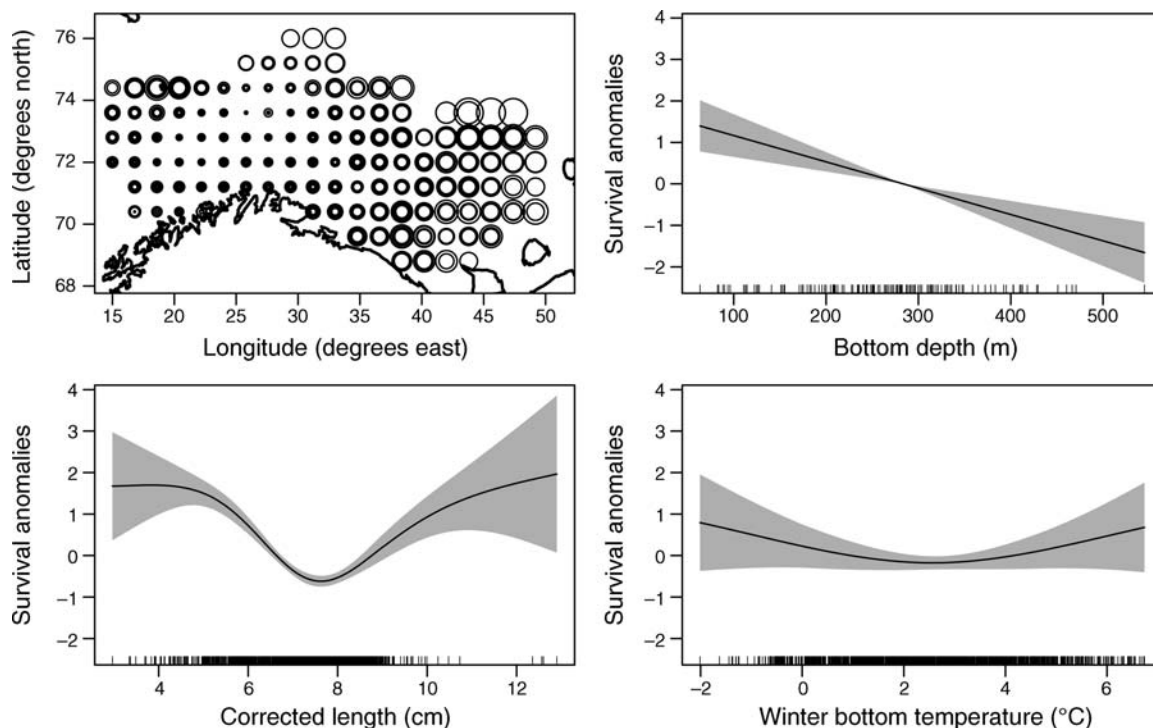 Latitude (degrees north)
76
74
72
70
68
15 20 25 30 35 40 45 50
Longitude (degrees east)
Survival anomalies
4
3
2
1
0
−1
−2
100 200 300 400 500
Bottom depth (m)
Survival anomalies
4
3
2
1
0
−1
−2
4 6 8 10 12
Corrected length (cm)
Survival anomalies
4
3
2
1
0
−1
−2
−2 0 2 4 6
Winter bottom temperature (°C)